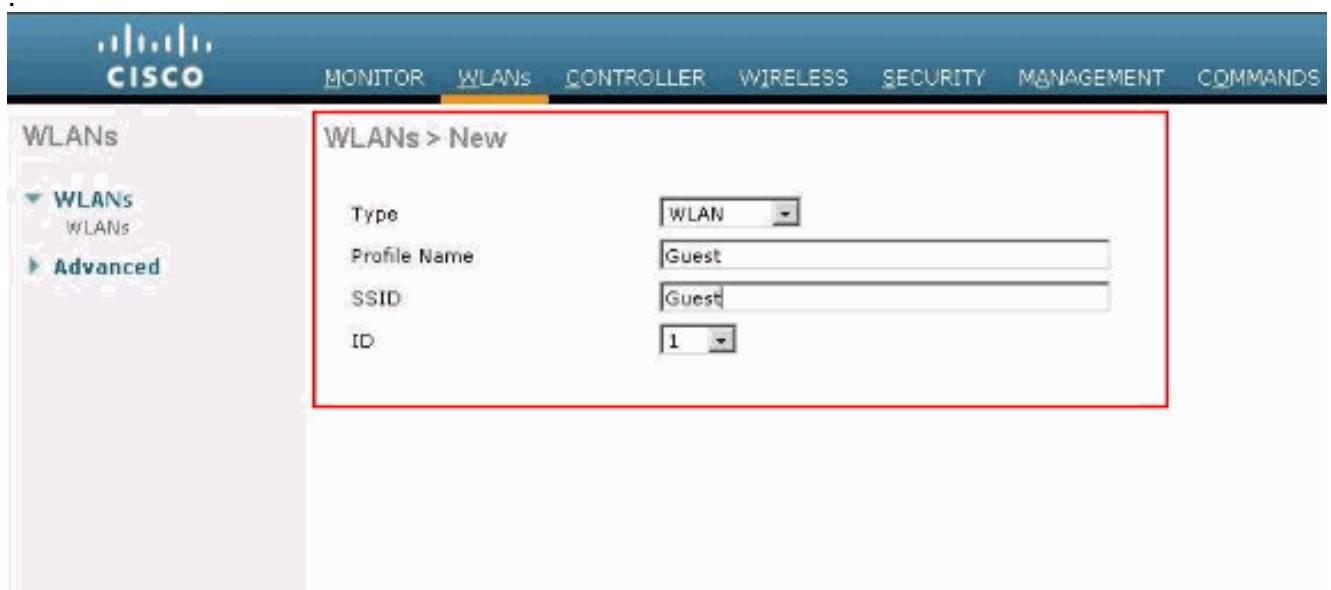 .
CISCO
MONITOR WLANs CONTROLLER WIRELESS SECURITY MANAGEMENT COMMANDS
WLANs
WLANs
WLANs
Advanced
WLANs > New
Type WLAN
Profile Name Guest
SSID Guest
ID 1